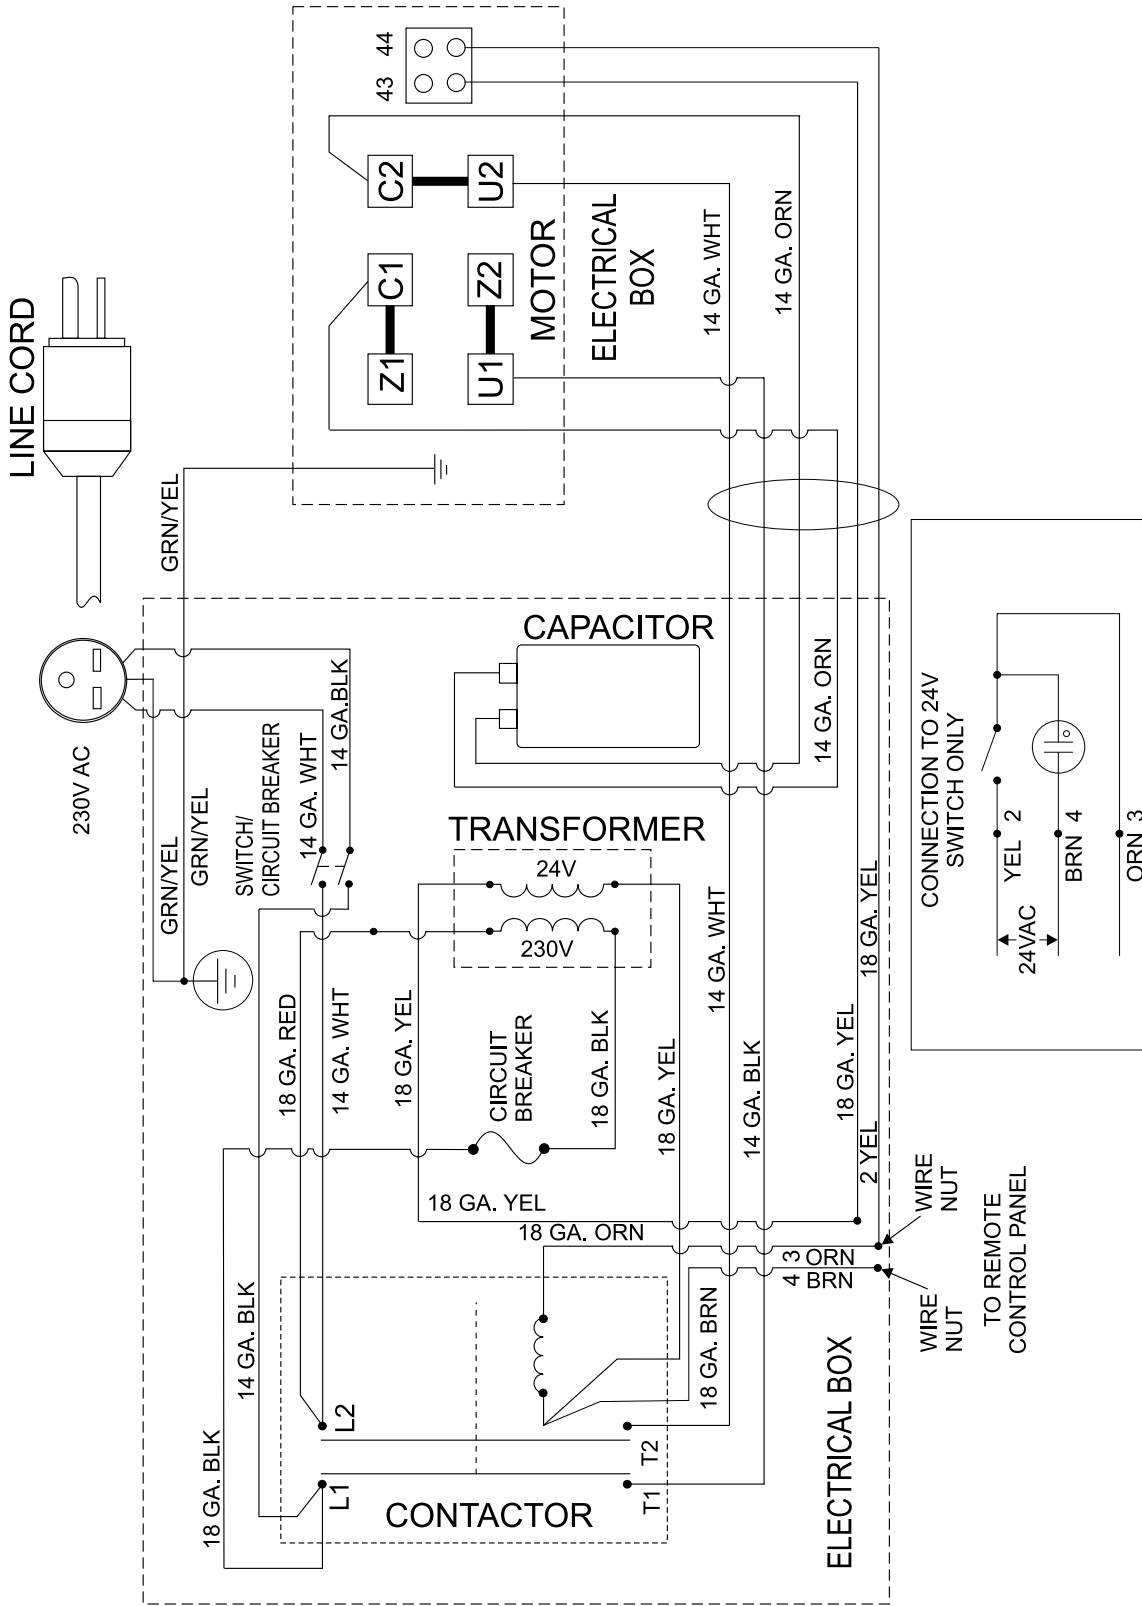 LINE CORD
230V AC
GRN/YEL
GRN/YEL
GRN/YEL
43
44
C2
U2
C1
Z2
Z1
U1
MOTOR
ELECTRICAL
BOX
14 GA. WHT
14 GA. ORN
SWITCH/
CIRCUIT BREAKER
14 GA. WHT
14 GA.BLK
CAPACITOR
14 GA. ORN
TRANSFORMER
24V
230V
18 GA. RED
14 GA. WHT
18 GA. YEL
CIRCUIT
BREAKER
18 GA. BLK
18 GA. YEL
14 GA. WHT
14 GA. BLK
18 GA. YEL
18 GA. YEL
2 YEL
18 GA. YEL
18 GA. ORN
3 ORN
4 BRN
WIRE
NUT
WIRE
NUT
TO REMOTE
CONTROL PANEL
18 GA. BLK
14 GA. BLK
L2
L1
T2
T1
18 GA. BRN
CONTACTOR
ELECTRICAL BOX
CONNECTION TO 24V
SWITCH ONLY
YEL 2
BRN 4
ORN 3
24VAC